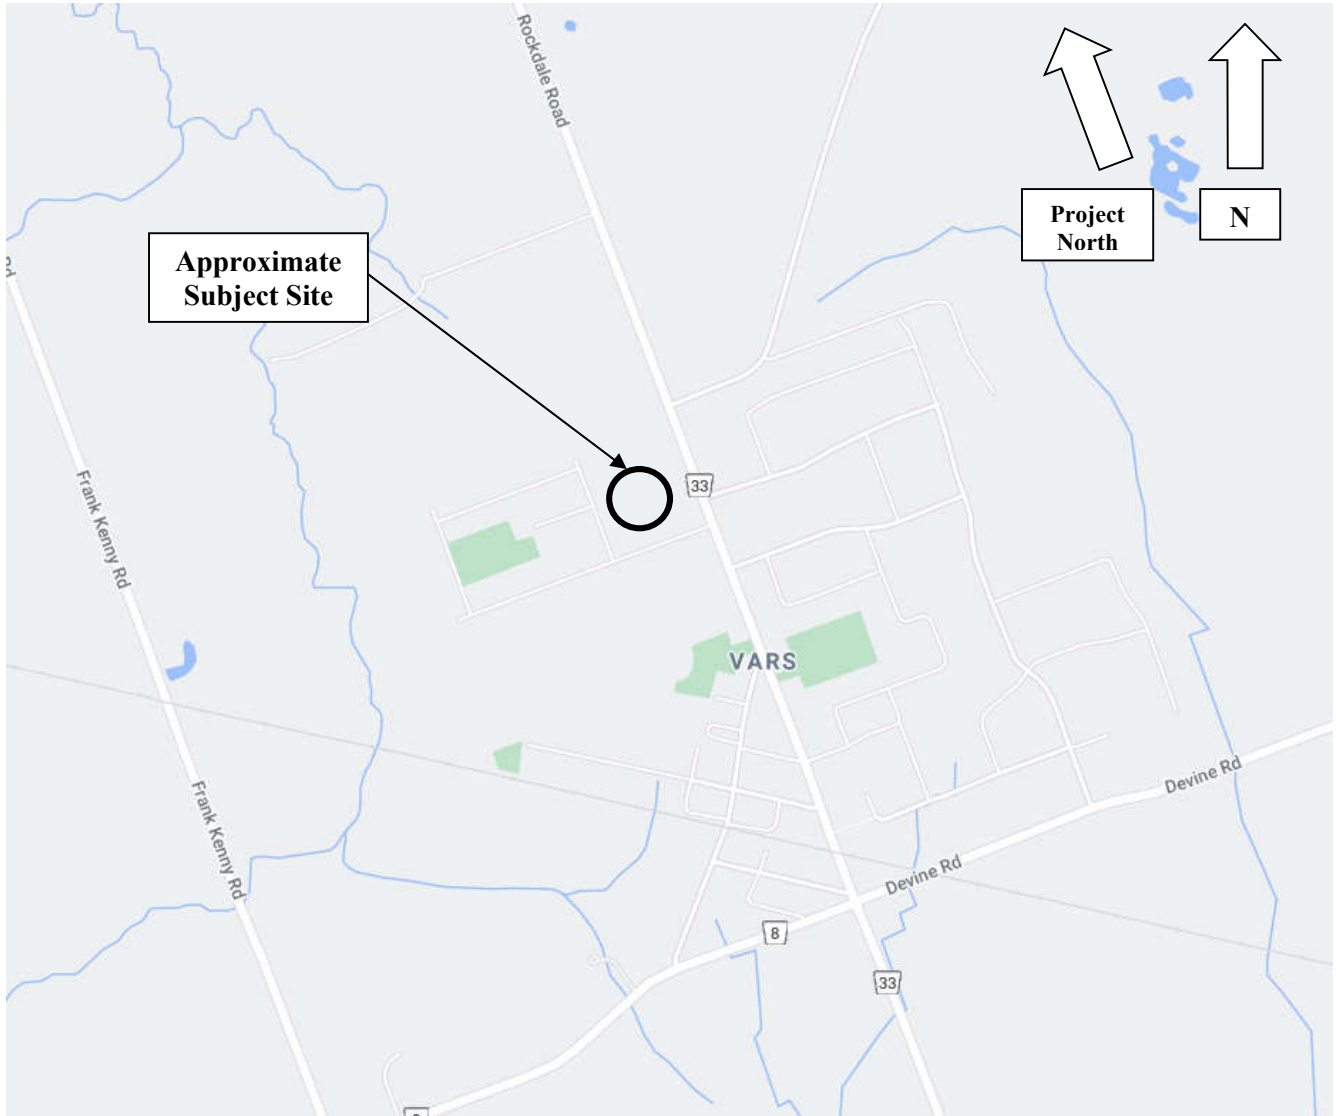 Rockdale Road
Project
North
N
Rd
Approximate
Subject Site
33
Frank Kenny Rd
VARS
Devine Rd
Frank Kenny Rd
Devine Rd
8
33